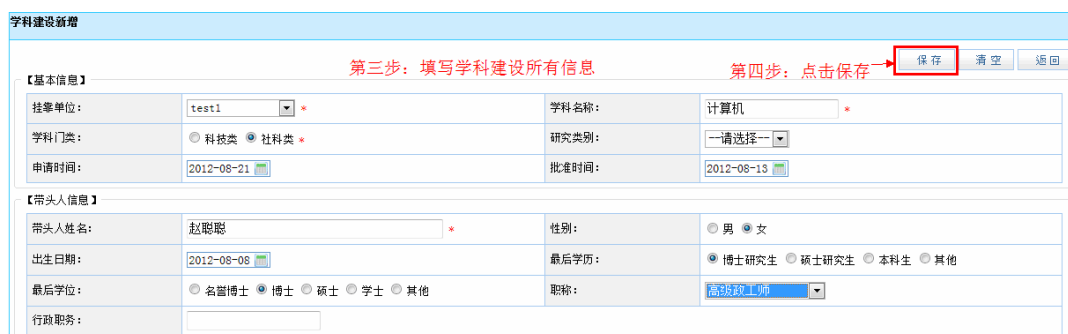 学科建设新增
第三步：填写学科建设所有信息
第四步：点击保存 保存 清空 返回
【基本信息】
挂靠单位： test1 * 学科名称： 计算机 *
学科门类： 科技类 社科类 * 研究类别： --请选择--
申请时间： 2012-08-21 批准时间： 2012-08-13
【带头人信息】
带头人姓名： 赵聪聪 * 性别： 男 女
出生日期： 2012-08-08 最后学历： 博士研究生 硕士研究生 本科生 其他
最后学位： 名誉博士 博士 硕士 学士 其他 职称： 高级政工师
行政职务：